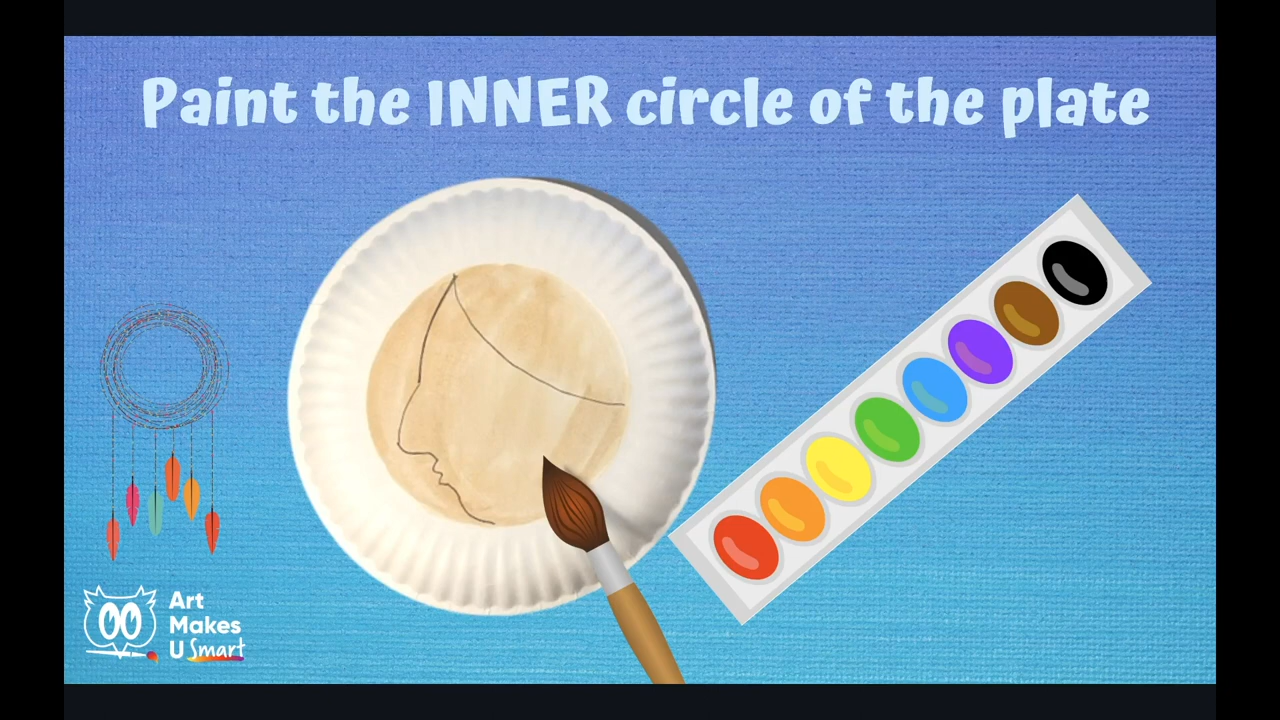 Paint the INNER circle of the plate
Art
Makes
U Smart